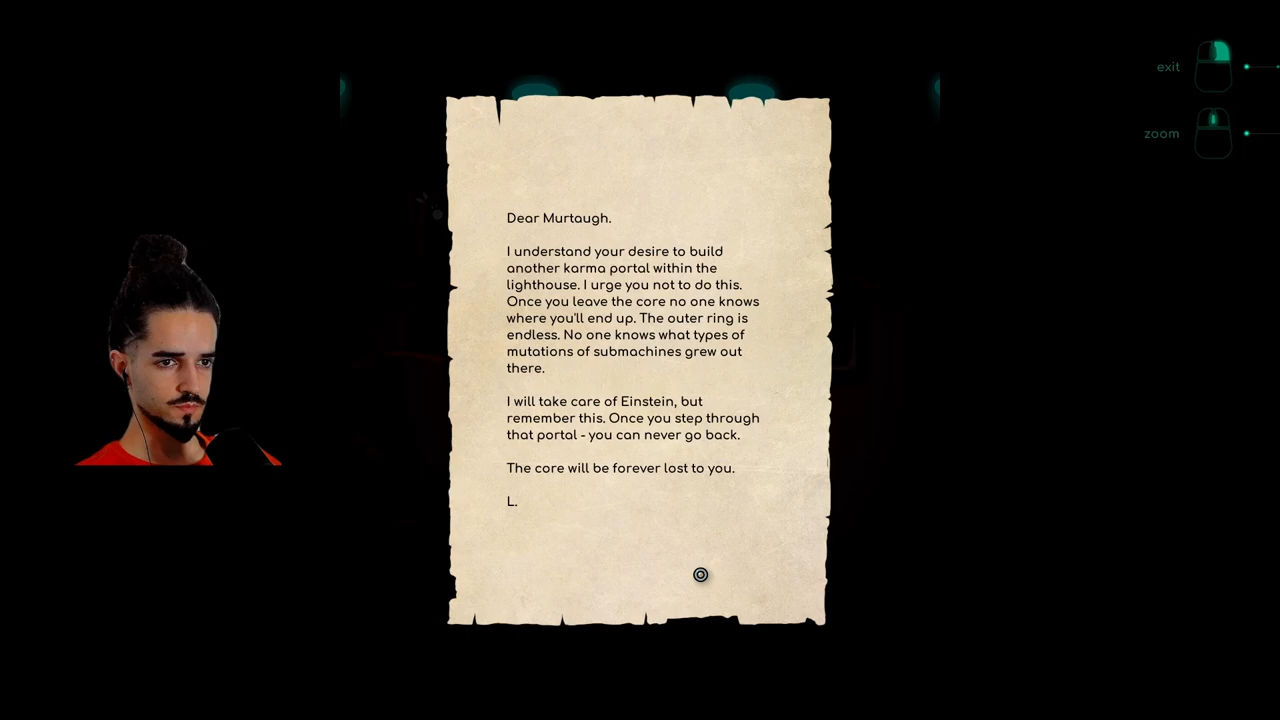 exit
zoom
Dear Murtaugh.
I understand your desire to build
another karma portal within the
lighthouse. I urge you not to do this.
Once you leave the core no one knows
where you'll end up. The outer ring is
endless. No one knows what types of
mutations of submachines grew out
there.
I will take care of Einstein, but
remember this. Once you step through
that portal - you can never go back.
The core will be forever lost to you.
L.